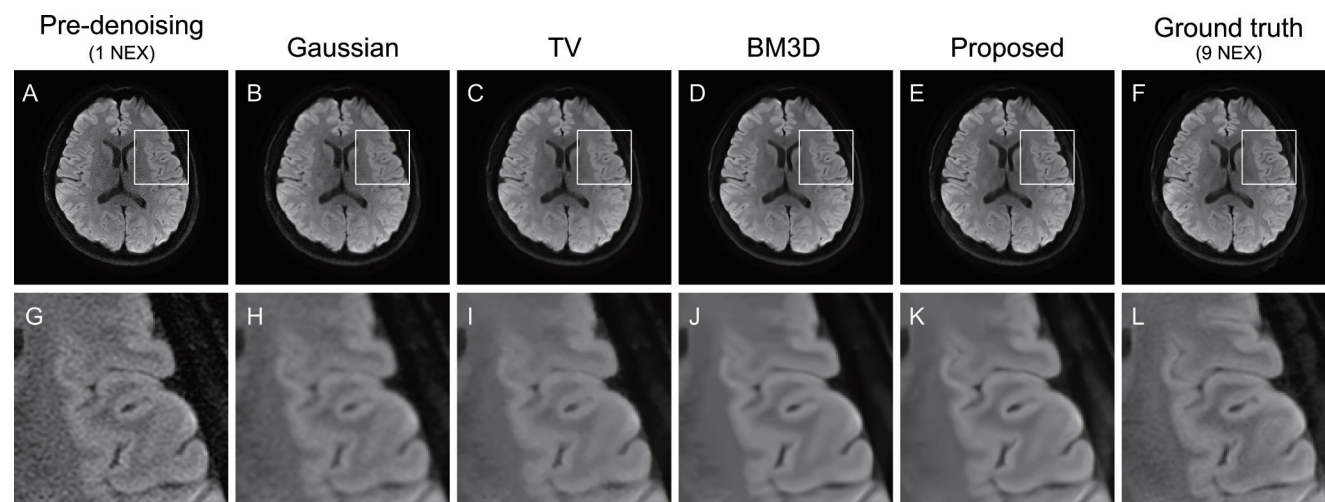 Pre-denoising
(1 NEX)
Gaussian
TV
BM3D
Proposed
Ground truth
(9 NEX)
A
B
C
D
E
F
G
H
I
J
K
L